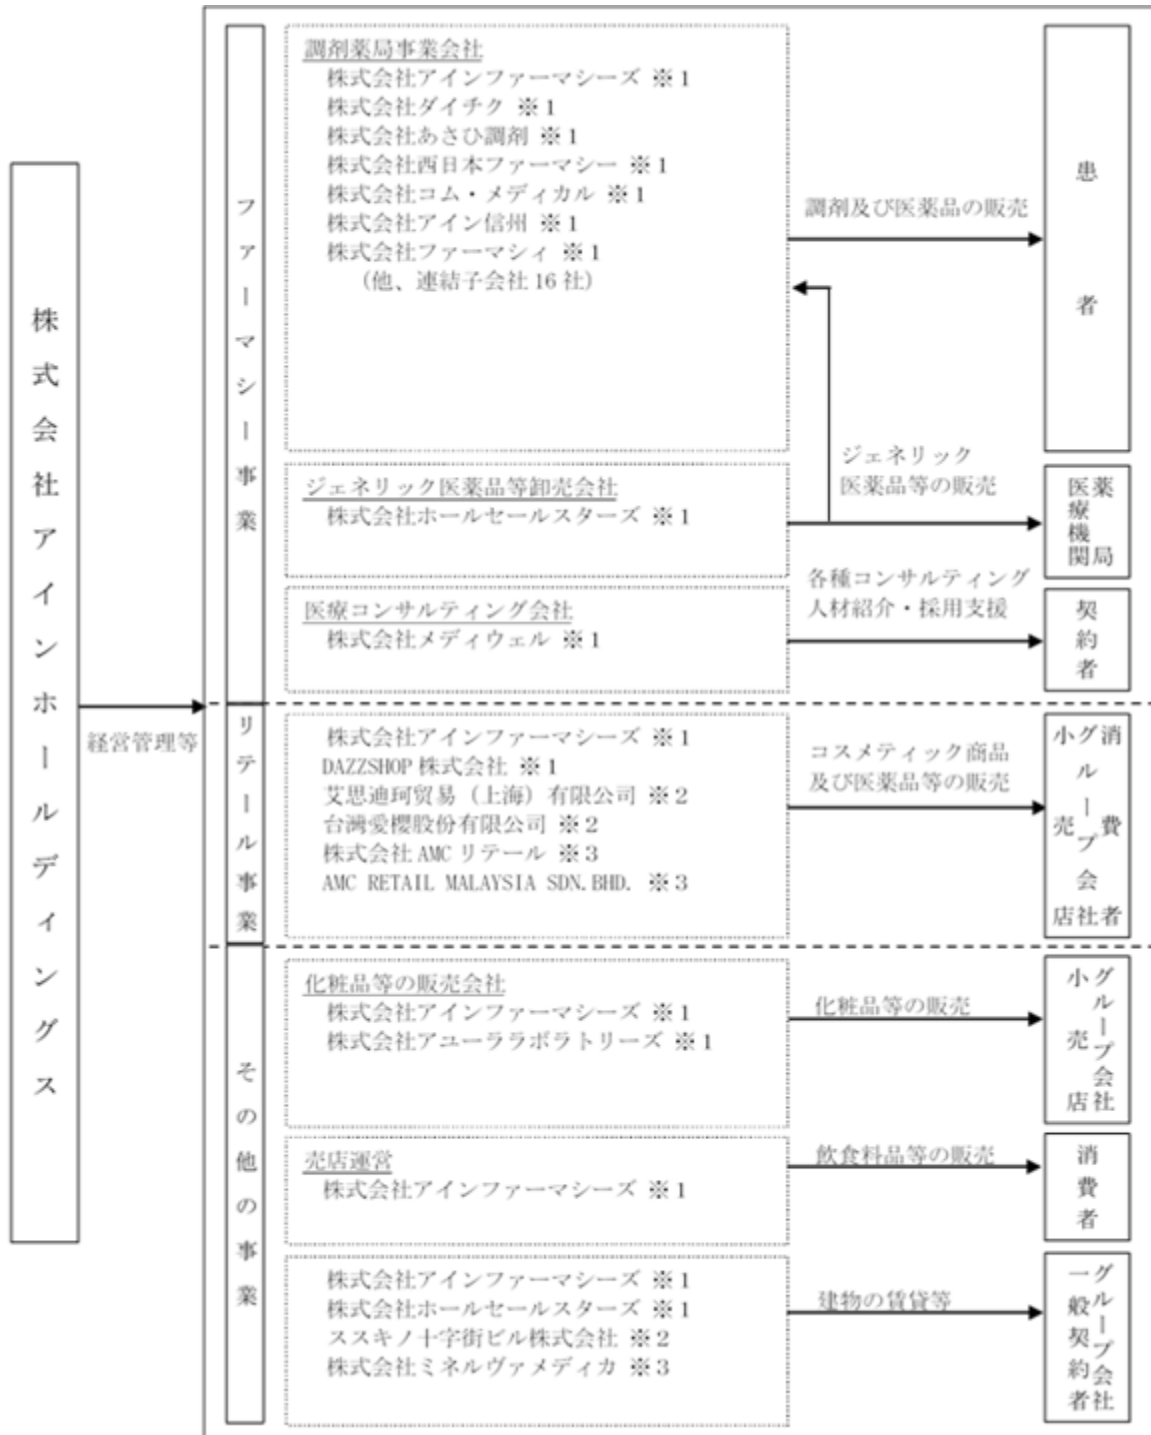 株式会社アインホールディングス
経営管理等
ファーマシー事業
調剤薬局事業会社
株式会社アインファーマシーズ ※1
株式会社ダイチク ※1
株式会社あさひ調剤 ※1
株式会社西日本ファーマシー ※1
株式会社コム・メディカル ※1
株式会社アイン信州 ※1
株式会社ファーマシィ ※1
（他、連結子会社 16 社）
調剤及び医薬品の販売
患者
ジェネリック医薬品等卸売会社
株式会社ホールセールスターズ ※1
ジェネリック
医薬品等の販売
医療機関
薬局
医療コンサルティング会社
株式会社メディウェル ※1
各種コンサルティング
人材紹介・採用支援
契約者
リテール事業
株式会社アインファーマシーズ ※1
DAZZSHOP 株式会社 ※1
艾思迪珂贸易（上海）有限公司 ※2
台灣愛櫻股份有限公司 ※2
株式会社 AMC リテール ※3
AMC RETAIL MALAYSIA SDN.BHD. ※3
コスメティック商品
及び医薬品等の販売
消費者
グループ会社
小売店
その他の事業
化粧品等の販売会社
株式会社アインファーマシーズ ※1
株式会社アユーララボラトリーズ ※1
化粧品等の販売
グループ会社
小売店
売店運営
株式会社アインファーマシーズ ※1
飲食料品等の販売
消費者
株式会社アインファーマシーズ ※1
株式会社ホールセールスターズ ※1
ススキノ十字街ビル株式会社 ※2
株式会社ミネルヴァメディカ ※3
建物の賃貸等
グループ会社
一般契約者